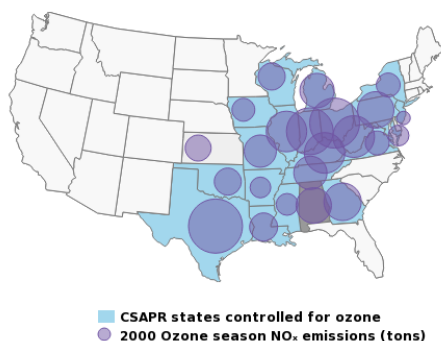 CSAPR states controlled for ozone
2000 Ozone season NOₓ emissions (tons)